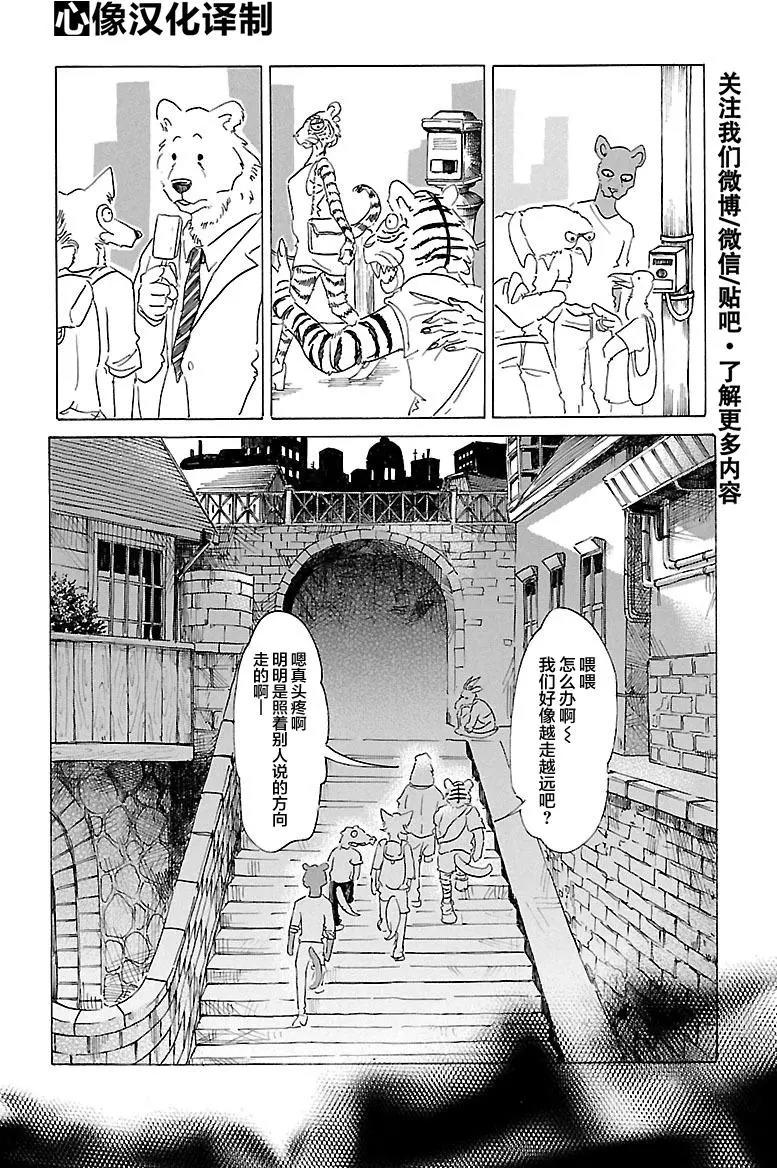 心像汉化译制
关注我们微博/微信/贴吧·了解更多内容
喂喂
怎么办啊～
我们好像越走越远吧？
嗯真头疼啊
明明是照着别人说的方向
走的啊—